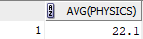 AVG(PHYSICS)
1 22.1